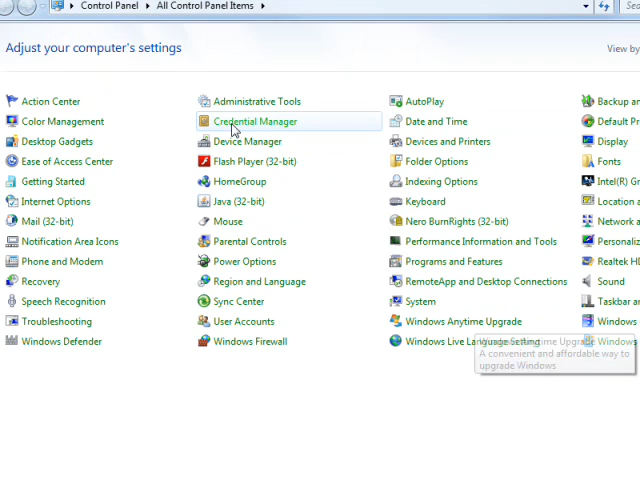 Control Panel ▸ All Control Panel Items ▸ Sea
Adjust your computer's settings
View by
Action Center
Administrative Tools
AutoPlay
Backup an
Color Management
Credential Manager
Date and Time
Default Pr
Desktop Gadgets
Device Manager
Devices and Printers
Display
Ease of Access Center
Flash Player (32-bit)
Folder Options
Fonts
Getting Started
HomeGroup
Indexing Options
Intel(R) Gr
Internet Options
Java (32-bit)
Keyboard
Location a
Mail (32-bit)
Mouse
Nero BurnRights (32-bit)
Network a
Notification Area Icons
Parental Controls
Performance Information and Tools
Personaliz
Phone and Modem
Power Options
Programs and Features
Realtek HD
Recovery
Region and Language
RemoteApp and Desktop Connections
Sound
Speech Recognition
Sync Center
System
Taskbar an
Troubleshooting
User Accounts
Windows Anytime Upgrade
Windows
Windows Defender
Windows Firewall
Windows Live Language Setting
Windows
Windows Anytime Upgrade
A convenient and affordable way to
upgrade Windows